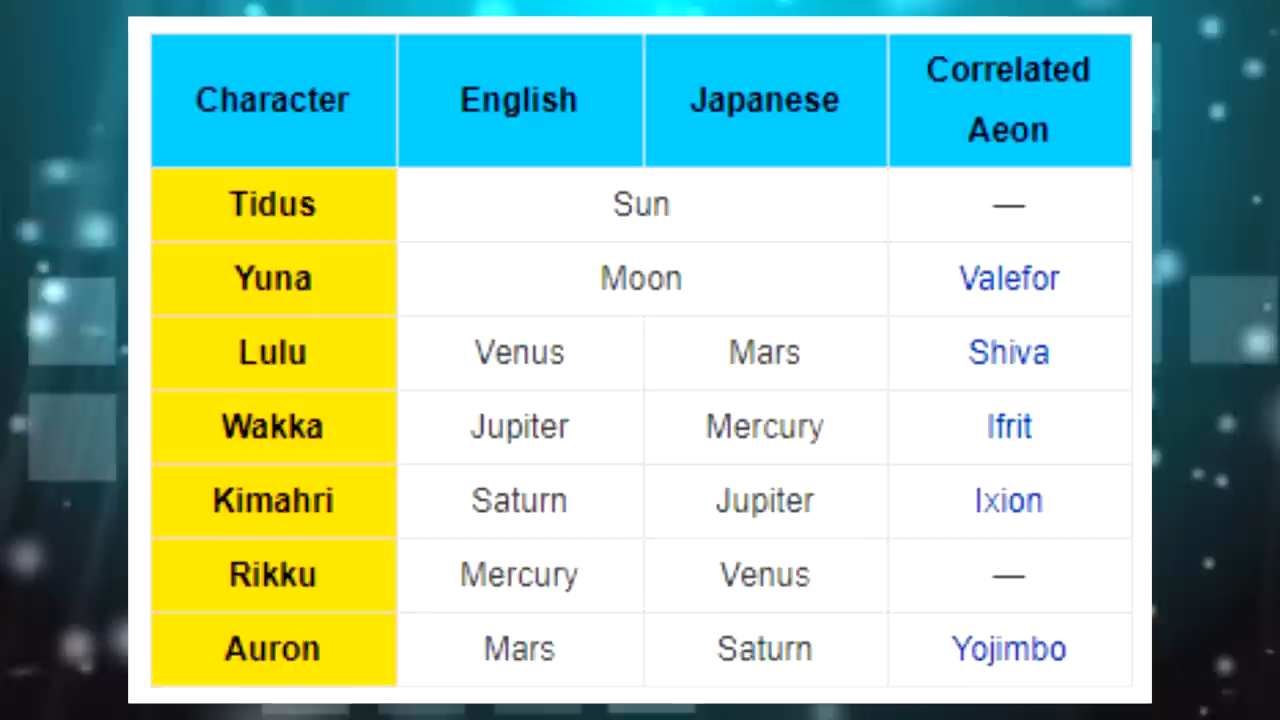 Character English Japanese Correlated Aeon
Tidus Sun —
Yuna Moon Valefor
Lulu Venus Mars Shiva
Wakka Jupiter Mercury Ifrit
Kimahri Saturn Jupiter Ixion
Rikku Mercury Venus —
Auron Mars Saturn Yojimbo